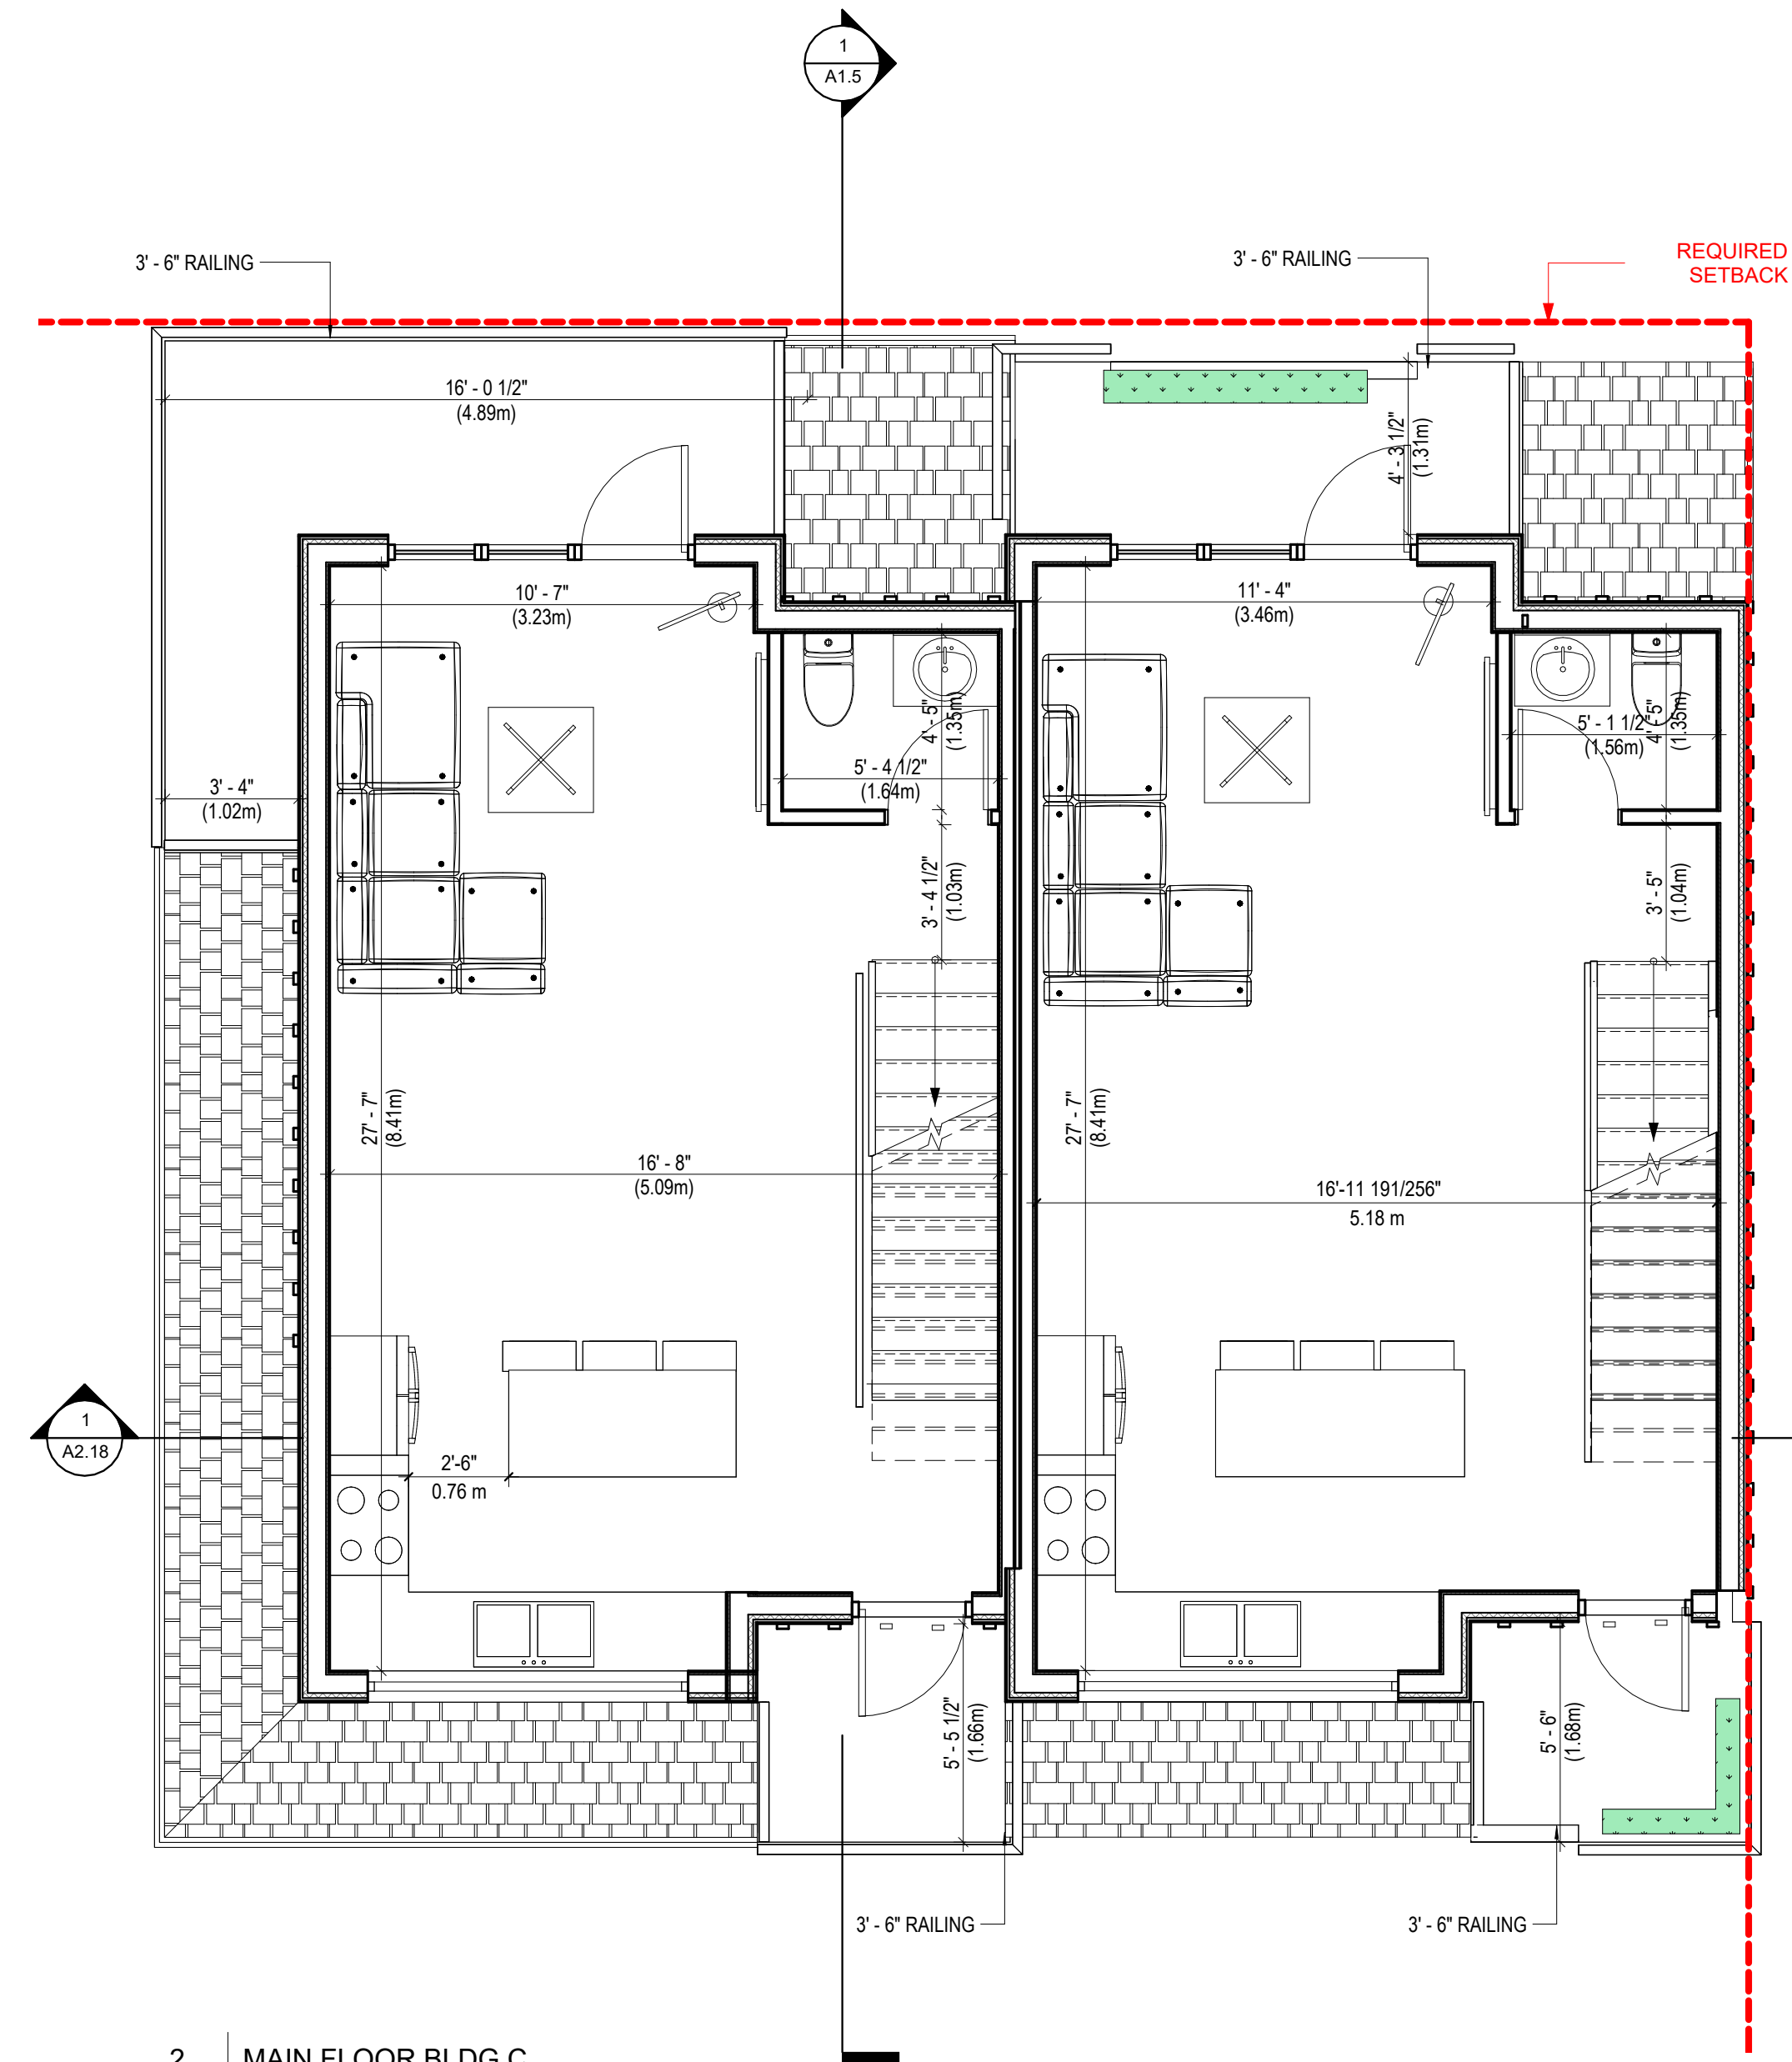 1
A1.5
3' - 6" RAILING
3' - 6" RAILING
REQUIRED
SETBACK
16' - 0 1/2"
(4.89m)
4' - 3 1/2"
(1.31m)
10' - 7"
(3.23m)
11' - 4"
(3.46m)
4' - 5"
(1.35m)
5' - 4 1/2"
(1.64m)
5' - 1 1/2"
(1.56m)
4' - 5"
(1.35m)
3' - 4"
(1.02m)
3' - 4 1/2"
(1.03m)
3' - 5"
(1.04m)
27' - 7"
(8.41m)
27' - 7"
(8.41m)
16' - 8"
(5.09m)
16'-11 191/256"
5.18 m
1
A2.18
2'-6"
0.76 m
5' - 5 1/2"
(1.66m)
5' - 6"
(1.68m)
3' - 6" RAILING
3' - 6" RAILING
2
MAIN FLOOR BLDG C